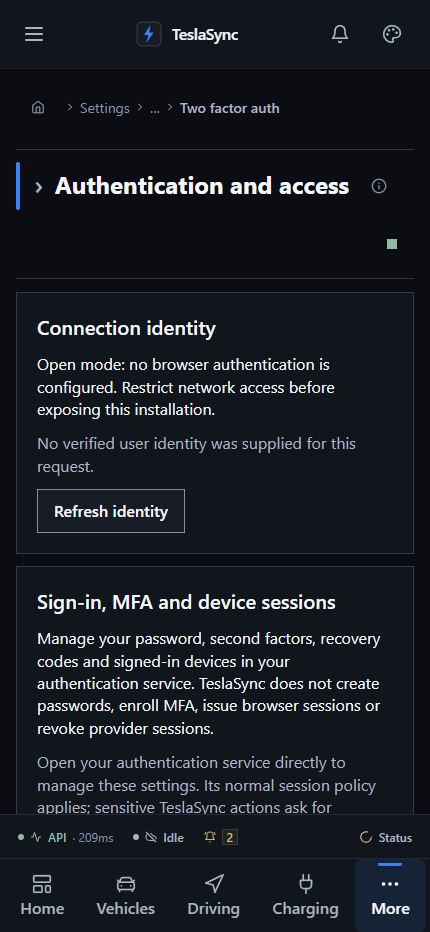 TeslaSync
Settings
...
Two factor auth
Authentication and access
Connection identity
Open mode: no browser authentication is
configured. Restrict network access before
exposing this installation.
No verified user identity was supplied for this
request.
Refresh identity
Sign-in, MFA and device sessions
Manage your password, second factors, recovery
codes and signed-in devices in your
authentication service. TeslaSync does not create
passwords, enroll MFA, issue browser sessions or
revoke provider sessions.
Open your authentication service directly to
manage these settings. Its normal session policy
applies; sensitive TeslaSync actions ask for
API · 209ms
Idle
2
Status
Home
Vehicles
Driving
Charging
More